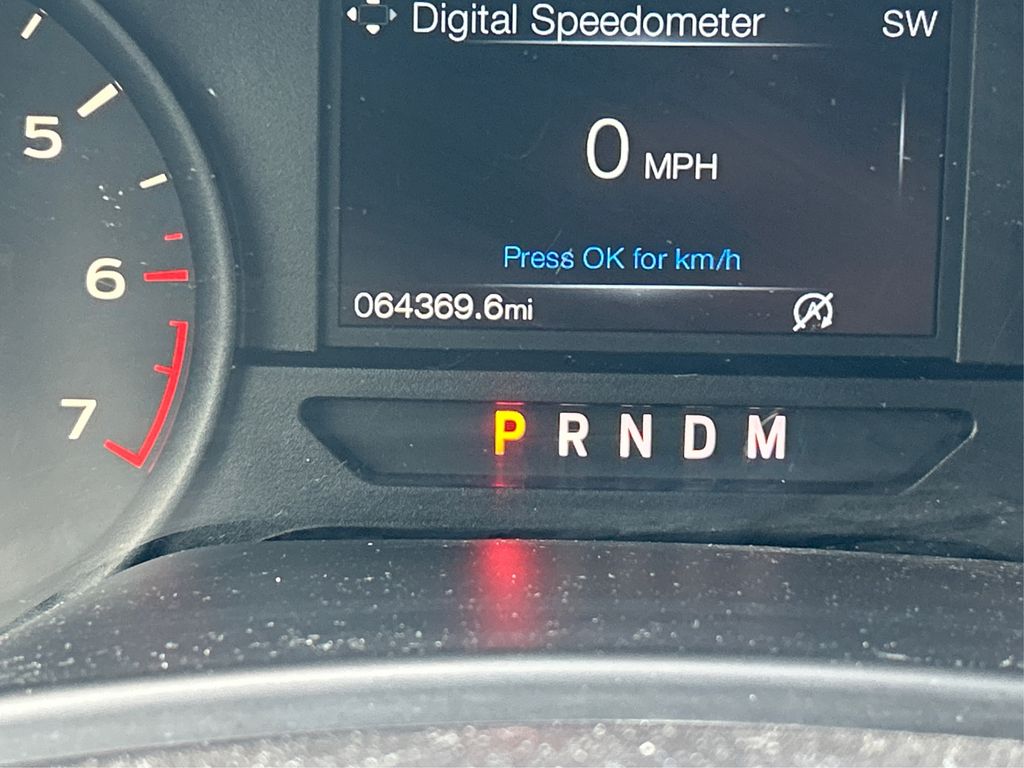 Digital Speedometer SW
5
0 MPH
6
Press OK for km/h
064369.6mi
7
P R N D M